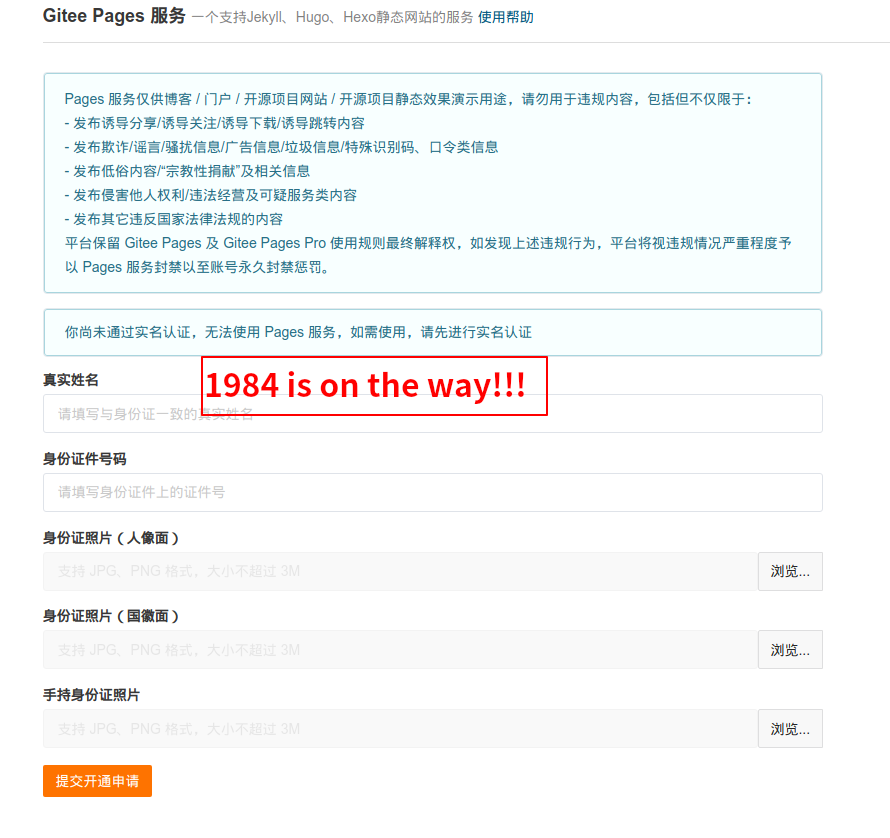 Gitee Pages 服务 一个支持Jekyll、Hugo、Hexo静态网站的服务 使用帮助
Pages 服务仅供博客 / 门户 / 开源项目网站 / 开源项目静态效果演示用途，请勿用于违规内容，包括但不仅限于：
- 发布诱导分享/诱导关注/诱导下载/诱导跳转内容
- 发布欺诈/谣言/骚扰信息/广告信息/垃圾信息/特殊识别码、口令类信息
- 发布低俗内容/“宗教性捐献”及相关信息
- 发布侵害他人权利/违法经营及可疑服务类内容
- 发布其它违反国家法律法规的内容
平台保留 Gitee Pages 及 Gitee Pages Pro 使用规则最终解释权，如发现上述违规行为，平台将视违规情况严重程度予
以 Pages 服务封禁以至账号永久封禁惩罚。
你尚未通过实名认证，无法使用 Pages 服务，如需使用，请先进行实名认证
真实姓名
1984 is on the way!!!
请填写与身份证一致的真实姓名
身份证件号码
请填写身份证件上的证件号
身份证照片（人像面）
支持 JPG、PNG 格式，大小不超过 3M
浏览...
身份证照片（国徽面）
支持 JPG、PNG 格式，大小不超过 3M
浏览...
手持身份证照片
支持 JPG、PNG 格式，大小不超过 3M
浏览...
提交开通申请